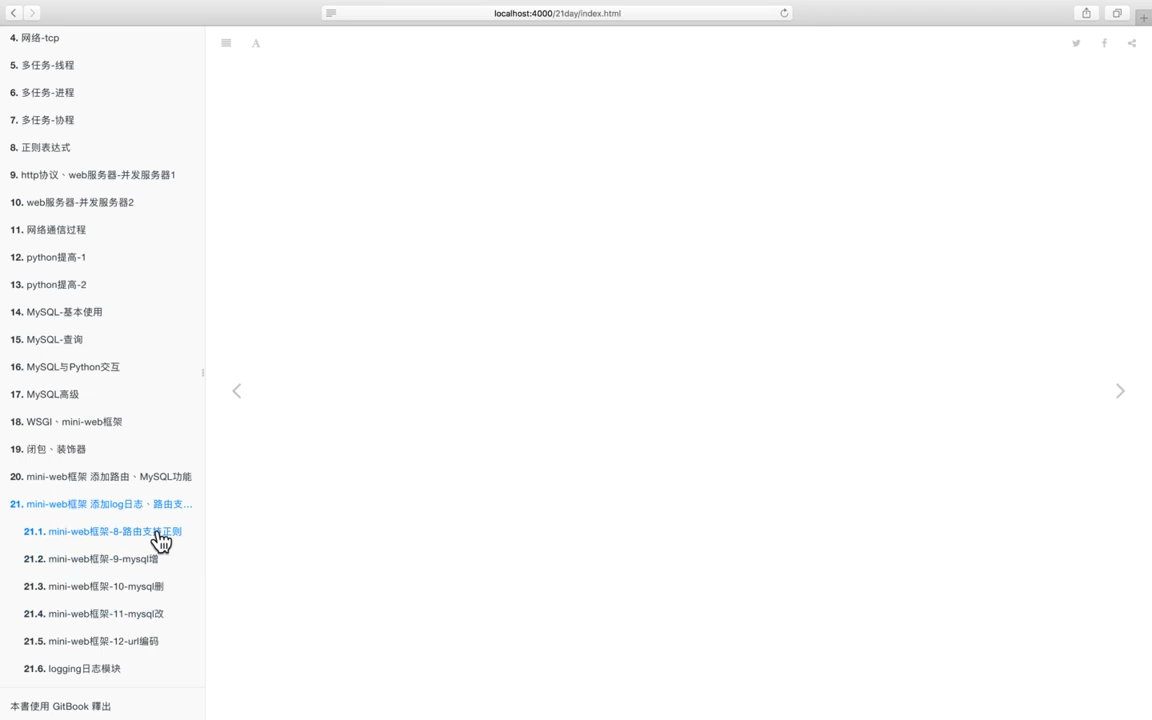 localhost:4000/21day/index.html
A
4. 网络-tcp
5. 多任务-线程
6. 多任务-进程
7. 多任务-协程
8. 正则表达式
9. http协议、web服务器-并发服务器1
10. web服务器-并发服务器2
11. 网络通信过程
12. python提高-1
13. python提高-2
14. MySQL-基本使用
15. MySQL-查询
16. MySQL与Python交互
17. MySQL高级
18. WSGI、mini-web框架
19. 闭包、装饰器
20. mini-web框架 添加路由、MySQL功能
21. mini-web框架 添加log日志、路由支...
21.1. mini-web框架-8-路由支持正则
21.2. mini-web框架-9-mysql增
21.3. mini-web框架-10-mysql删
21.4. mini-web框架-11-mysql改
21.5. mini-web框架-12-url编码
21.6. logging日志模块
本書使用 GitBook 釋出